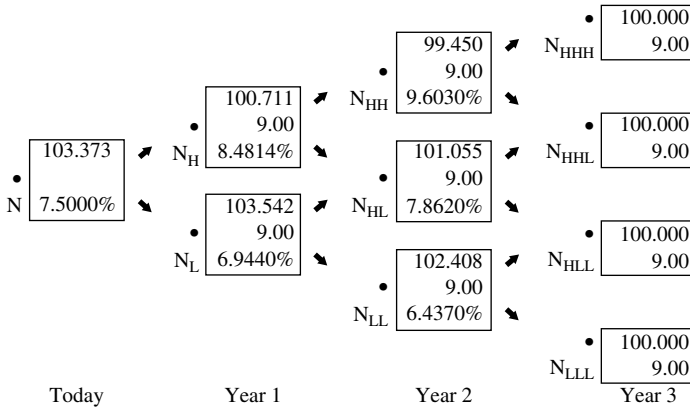 103.373
N
7.5000%
100.711
9.00
N_H 8.4814%
103.542
9.00
N_L 6.9440%
99.450
9.00
N_HH 9.6030%
101.055
9.00
N_HL 7.8620%
102.408
9.00
N_LL 6.4370%
100.000
N_HHH 9.00
100.000
N_HHL 9.00
100.000
N_HLL 9.00
100.000
N_LLL 9.00
Today Year 1 Year 2 Year 3